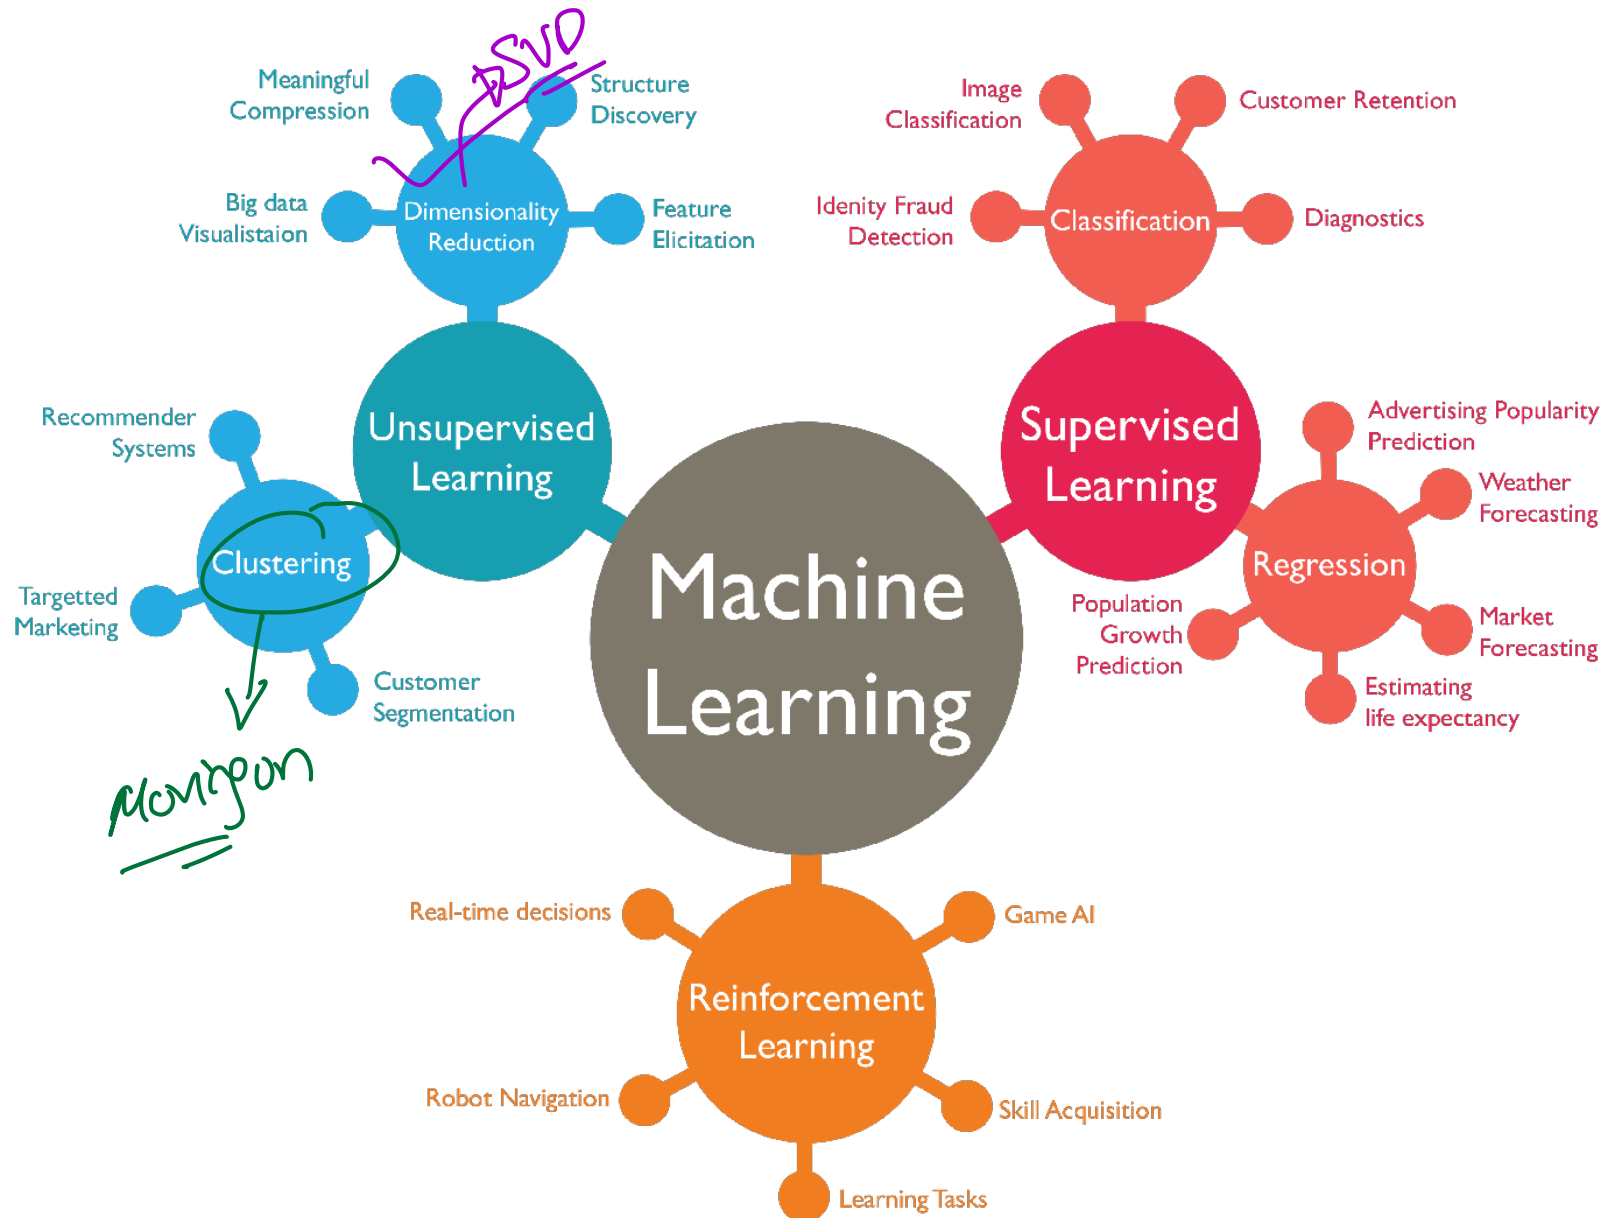 SVD
Meaningful
Compression
Structure
Discovery
Big data
Visualistaion
Dimensionality
Reduction
Feature
Elicitation
Image
Classification
Customer Retention
Idenity Fraud
Detection
Classification
Diagnostics
Recommender
Systems
Unsupervised
Learning
Clustering
Targetted
Marketing
Customer
Segmentation
Supervised
Learning
Advertising Popularity
Prediction
Weather
Forecasting
Regression
Population
Growth
Prediction
Market
Forecasting
Estimating
life expectancy
Machine
Learning
Real-time decisions
Game AI
Reinforcement
Learning
Robot Navigation
Skill Acquisition
Learning Tasks